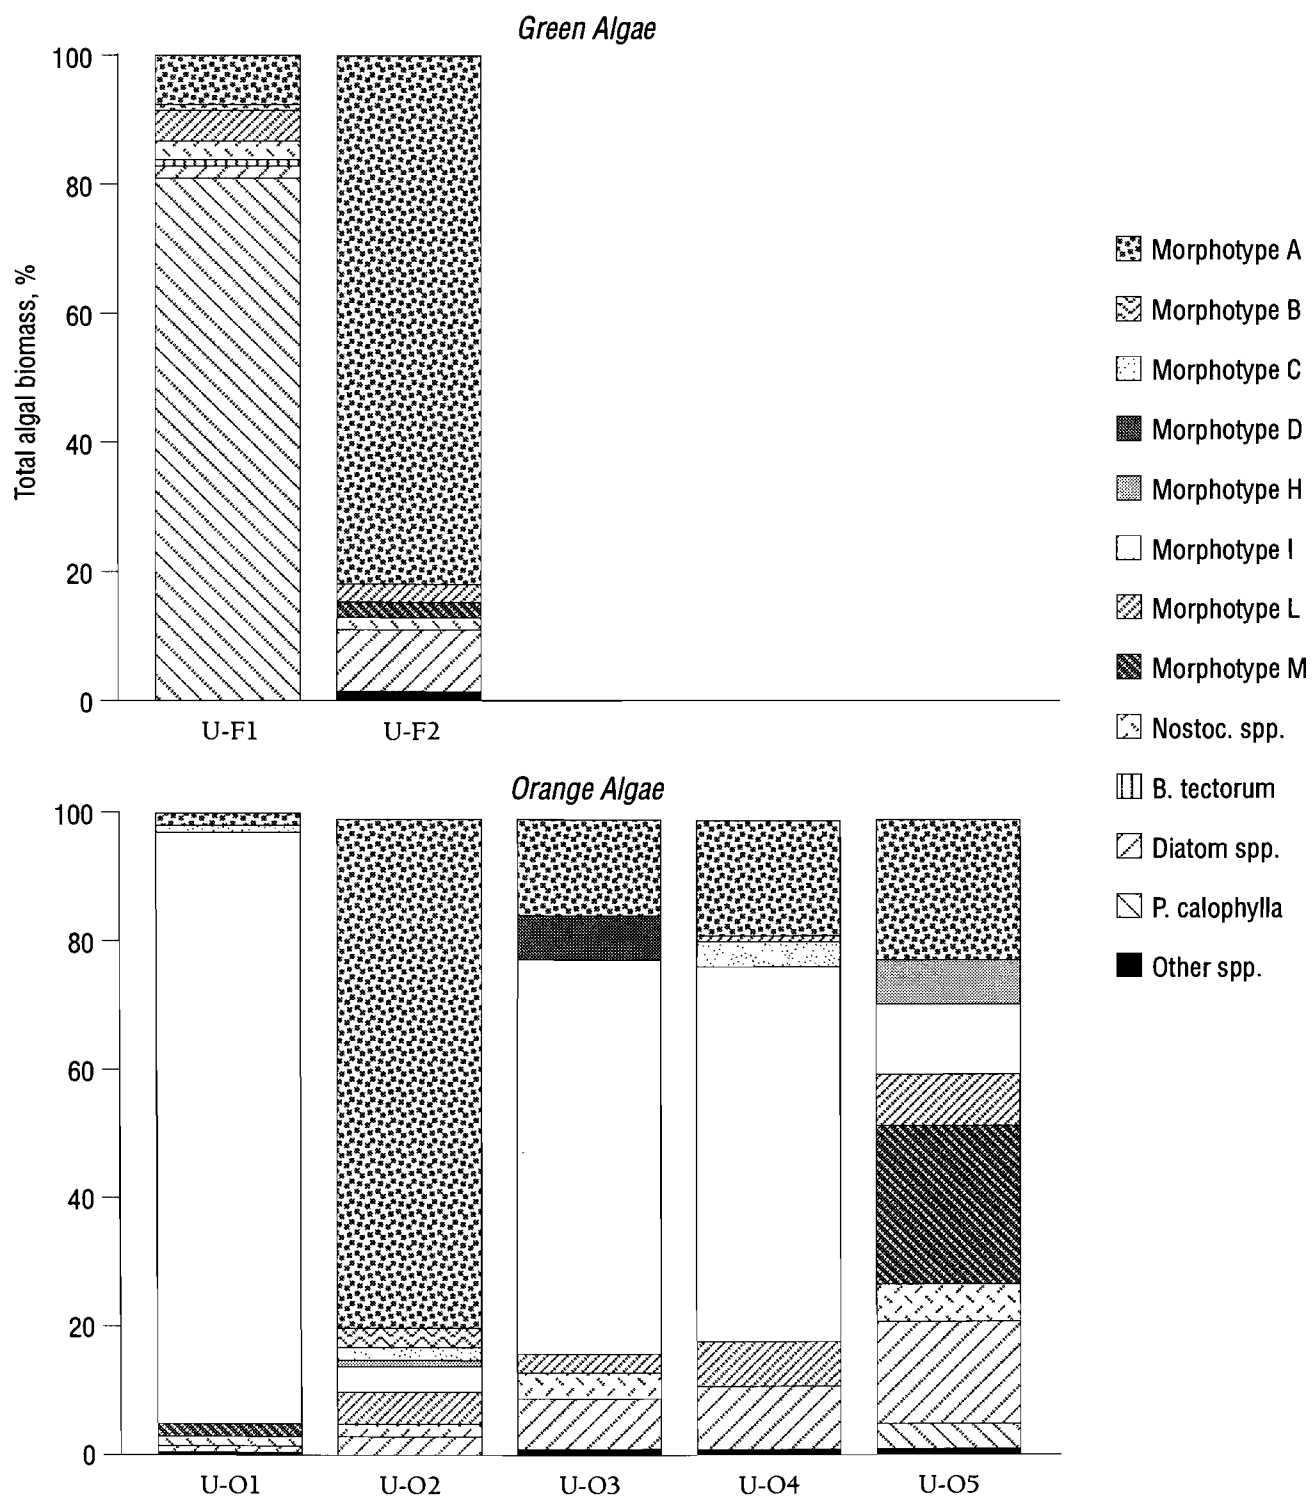 Green Algae
Total algal biomass, %
100
80
60
40
20
0
U-F1
U-F2
Orange Algae
100
80
60
40
20
0
U-O1
U-O2
U-O3
U-O4
U-O5
Morphotype A
Morphotype B
Morphotype C
Morphotype D
Morphotype H
Morphotype I
Morphotype L
Morphotype M
Nostoc. spp.
B. tectorum
Diatom spp.
P. calophylla
Other spp.